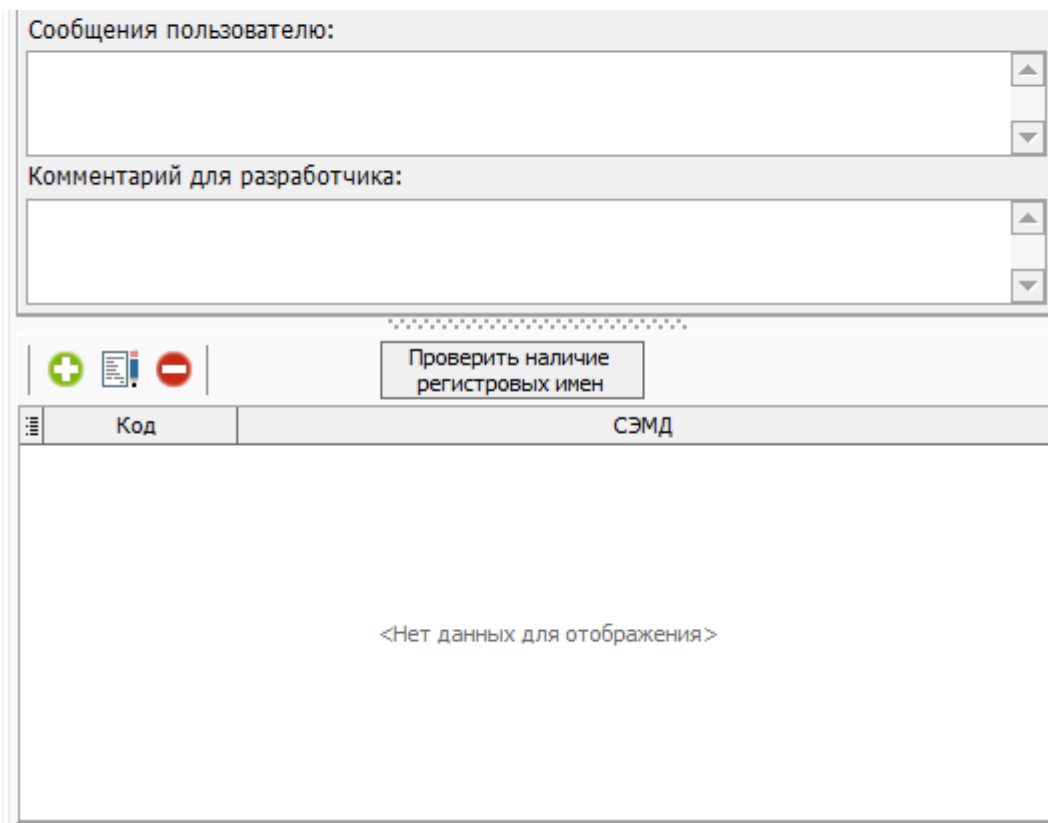 Сообщения пользователю:
Комментарий для разработчика:
Проверить наличие
регистровых имен
Код СЭМД
<Нет данных для отображения>